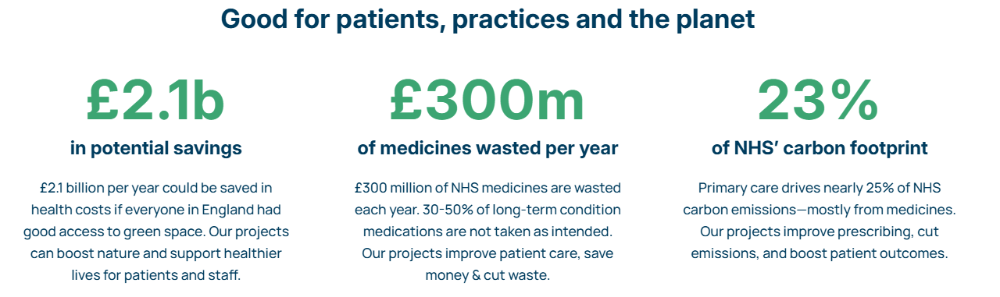 Good for patients, practices and the planet
£2.1b
in potential savings
£2.1 billion per year could be saved in
health costs if everyone in England had
good access to green space. Our projects
can boost nature and support healthier
lives for patients and staff.
£300m
of medicines wasted per year
£300 million of NHS medicines are wasted
each year. 30-50% of long-term condition
medications are not taken as intended.
Our projects improve patient care, save
money & cut waste.
23%
of NHS’ carbon footprint
Primary care drives nearly 25% of NHS
carbon emissions—mostly from medicines.
Our projects improve prescribing, cut
emissions, and boost patient outcomes.